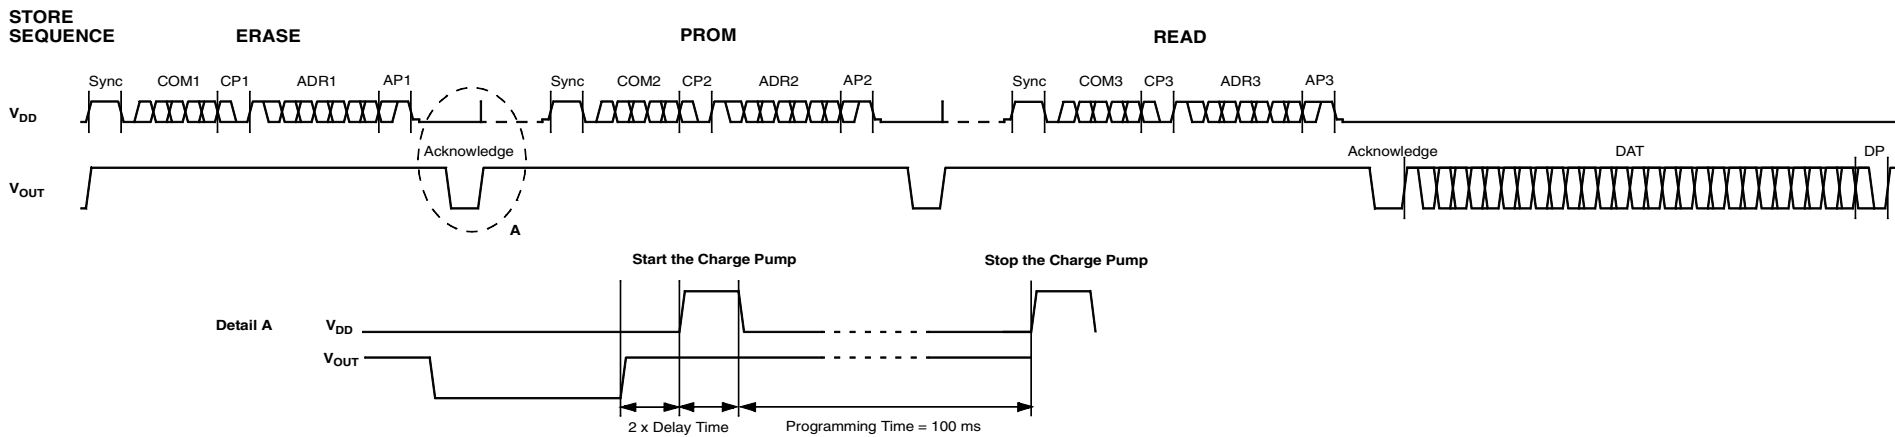 STORE
SEQUENCE
ERASE
PROM
READ
Sync COM1 CP1 ADR1 AP1
Sync COM2 CP2 ADR2 AP2
Sync COM3 CP3 ADR3 AP3
VDD
Acknowledge
Acknowledge DAT DP
VOUT
A
Start the Charge Pump
Stop the Charge Pump
Detail A
VDD
VOUT
2 x Delay Time
Programming Time = 100 ms